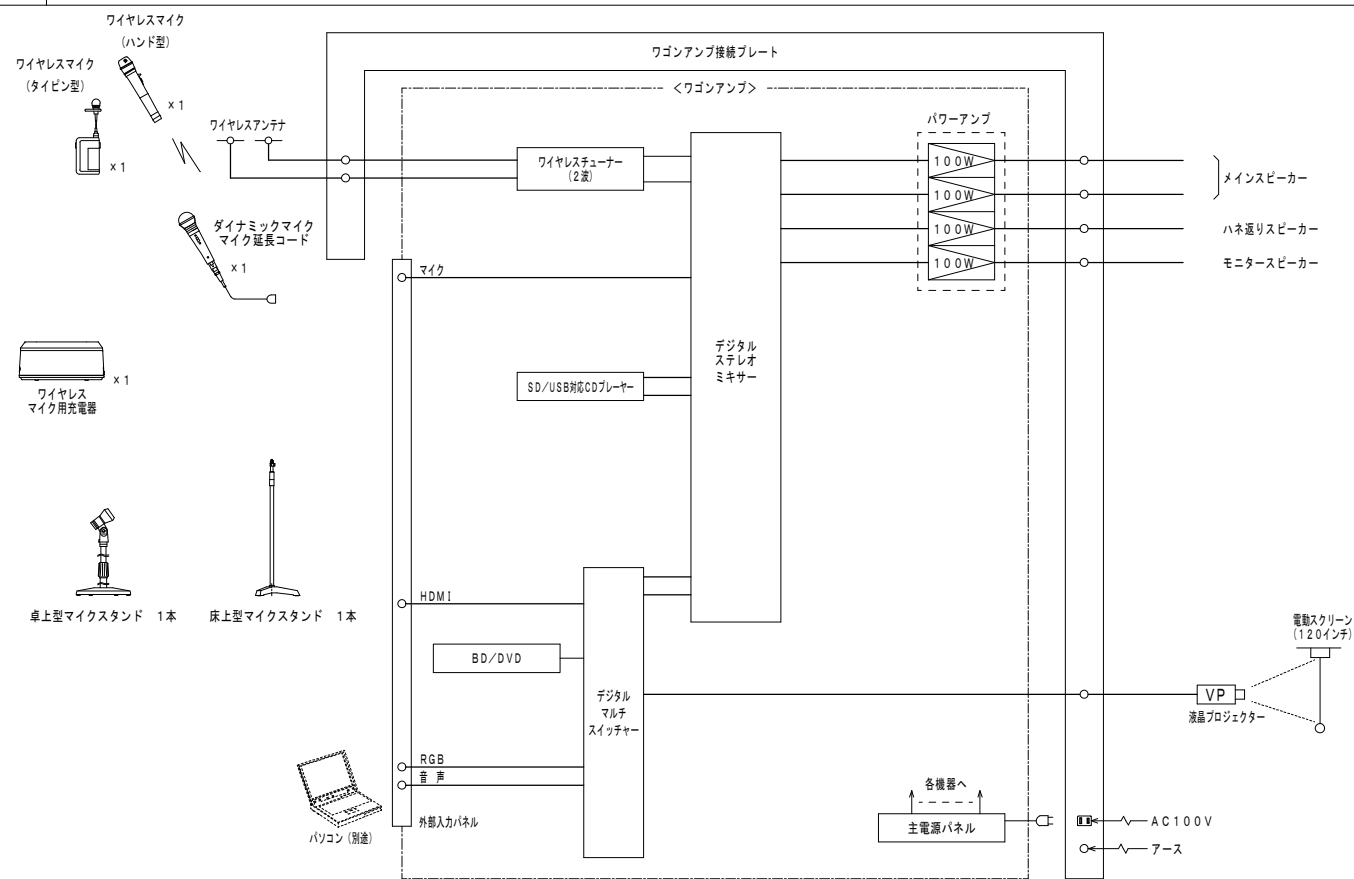 ワイヤレスマイク
(ハンド型)
×1
ワイヤレスマイク
(タイピン型)
×1
ワイヤレスアンテナ
ダイナミックマイク
マイク延長コード
×1
×1
ワイヤレス
マイク用充電器
卓上型マイクスタンド 1本
床上型マイクスタンド 1本
パソコン(別途)
ワゴンアンプ接続プレート
<ワゴンアンプ>
ワイヤレスチューナー
(2波)
マイク
SD/USB対応CDプレーヤー
デジタル
ステレオ
ミキサー
パワーアンプ
100W
100W
100W
100W
メインスピーカー
ハネ返りスピーカー
モニタースピーカー
HDMI
BD/DVD
デジタル
マルチ
スイッチャー
RGB
音声
外部入力パネル
電動スクリーン
(120インチ)
VP
液晶プロジェクター
各機器へ
主電源パネル
AC100V
アース